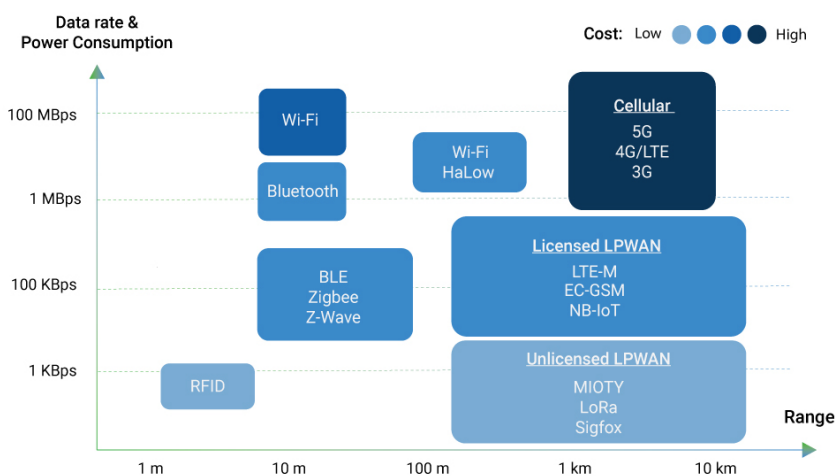 Data rate &
Power Consumption
Cost: Low High
100 MBps
1 MBps
100 KBps
1 KBps
Wi-Fi
Bluetooth
Wi-Fi
HaLow
Cellular
5G
4G/LTE
3G
BLE
Zigbee
Z-Wave
Licensed LPWAN
LTE-M
EC-GSM
NB-IoT
RFID
Unlicensed LPWAN
MIOTY
LoRa
Sigfox
Range
1 m 10 m 100 m 1 km 10 km